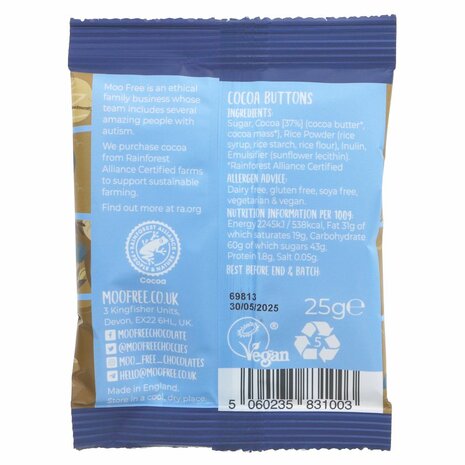 Moo Free is an ethical
family business whose
team includes several
amazing people with
autism.
We purchase cocoa
from Rainforest
Alliance Certified farms
to support sustainable
farming.
Find out more at ra.org
RAINFOREST ALLIANCE
PEOPLE & NATURE
Cocoa
MOOFREE.CO.UK
3 Kingfisher Units,
Devon, EX22 6HL, UK.
MOOFREECHOCOLATE
@MOOFREECHOCCIES
MOO_FREE_CHOCOLATES
HELLO@MOOFREE.CO.UK
Made in England.
Store in a cool, dry place.
COCOA BUTTONS
INGREDIENTS:
Sugar, Cocoa [37%] (cocoa butter*,
cocoa mass*), Rice Powder (rice
syrup, rice starch, rice flour), Inulin,
Emulsifier (sunflower lecithin).
*Rainforest Alliance Certified
ALLERGEN ADVICE:
Dairy free, gluten free, soya free,
vegetarian & vegan.
NUTRITION INFORMATION PER 100g:
Energy 2245kJ / 538kcal, Fat 31g
of which saturates 19g, Carbohydrate
60g of which sugars 43g,
Protein 1.8g, Salt 0.05g.
BEST BEFORE END & BATCH:
69813
30/05/2025
25g℮
Vegan
5
5 060235 831003